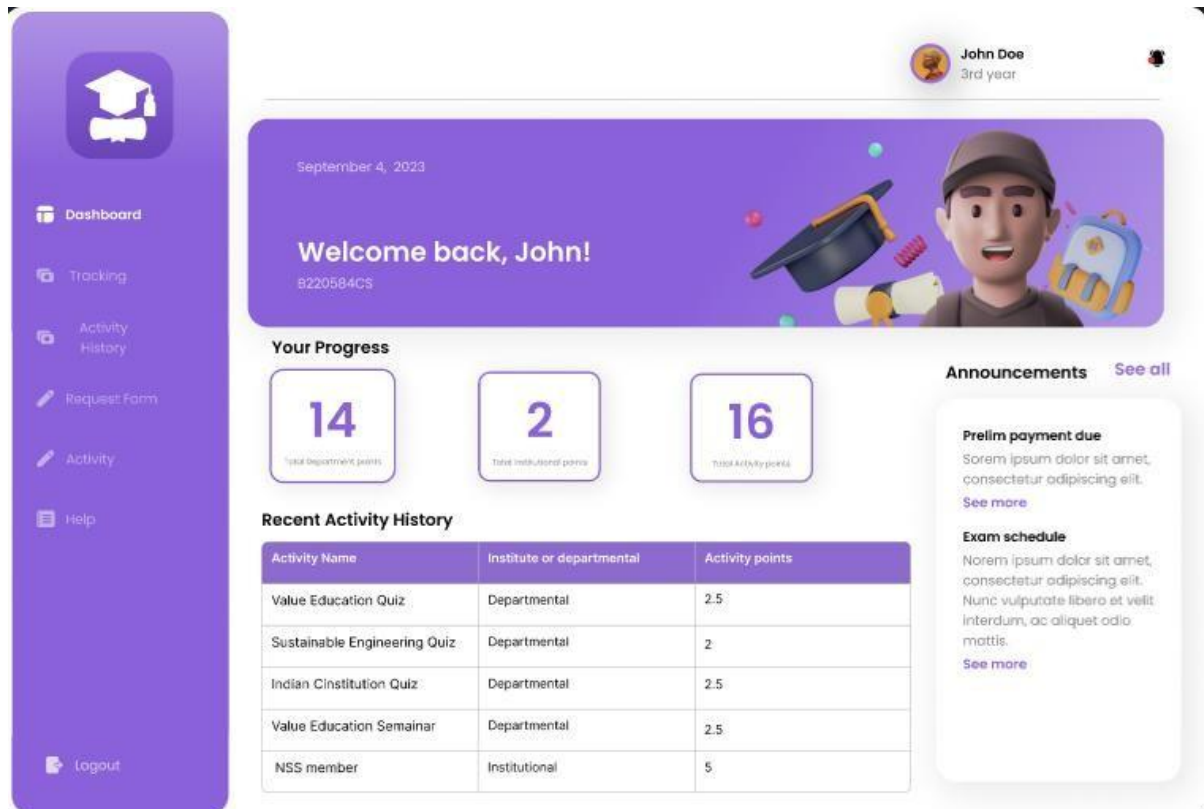 John Doe
3rd year
September 4, 2023
Welcome back, John!
B220584CS
Dashboard
Tracking
Activity
History
Request Form
Activity
Help
Logout
Your Progress
14
Total Department points
2
Total Institutional points
16
Total Activity points
Recent Activity History
Activity Name Institute or departmental Activity points
Value Education Quiz Departmental 2.5
Sustainable Engineering Quiz Departmental 2
Indian Cinstitution Quiz Departmental 2.5
Value Education Semainar Departmental 2.5
NSS member Institutional 5
Announcements See all
Prelim payment due
Sorem ipsum dolor sit amet,
consectetur adipiscing elit.
See more
Exam schedule
Norem ipsum dolor sit amet,
consectetur adipiscing elit.
Nunc vulputate libero et velit
interdum, ac aliquet odio
mattis.
See more